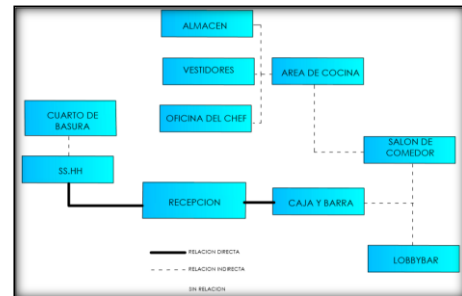 ALMACEN
VESTIDORES
AREA DE COCINA
OFICINA DEL CHEF
CUARTO DE
BASURA
SALON DE
COMEDOR
SS.HH
RECEPCION
CAJA Y BARRA
LOBBYBAR
RELACION DIRECTA
RELACION INDIRECTA
SIN RELACION